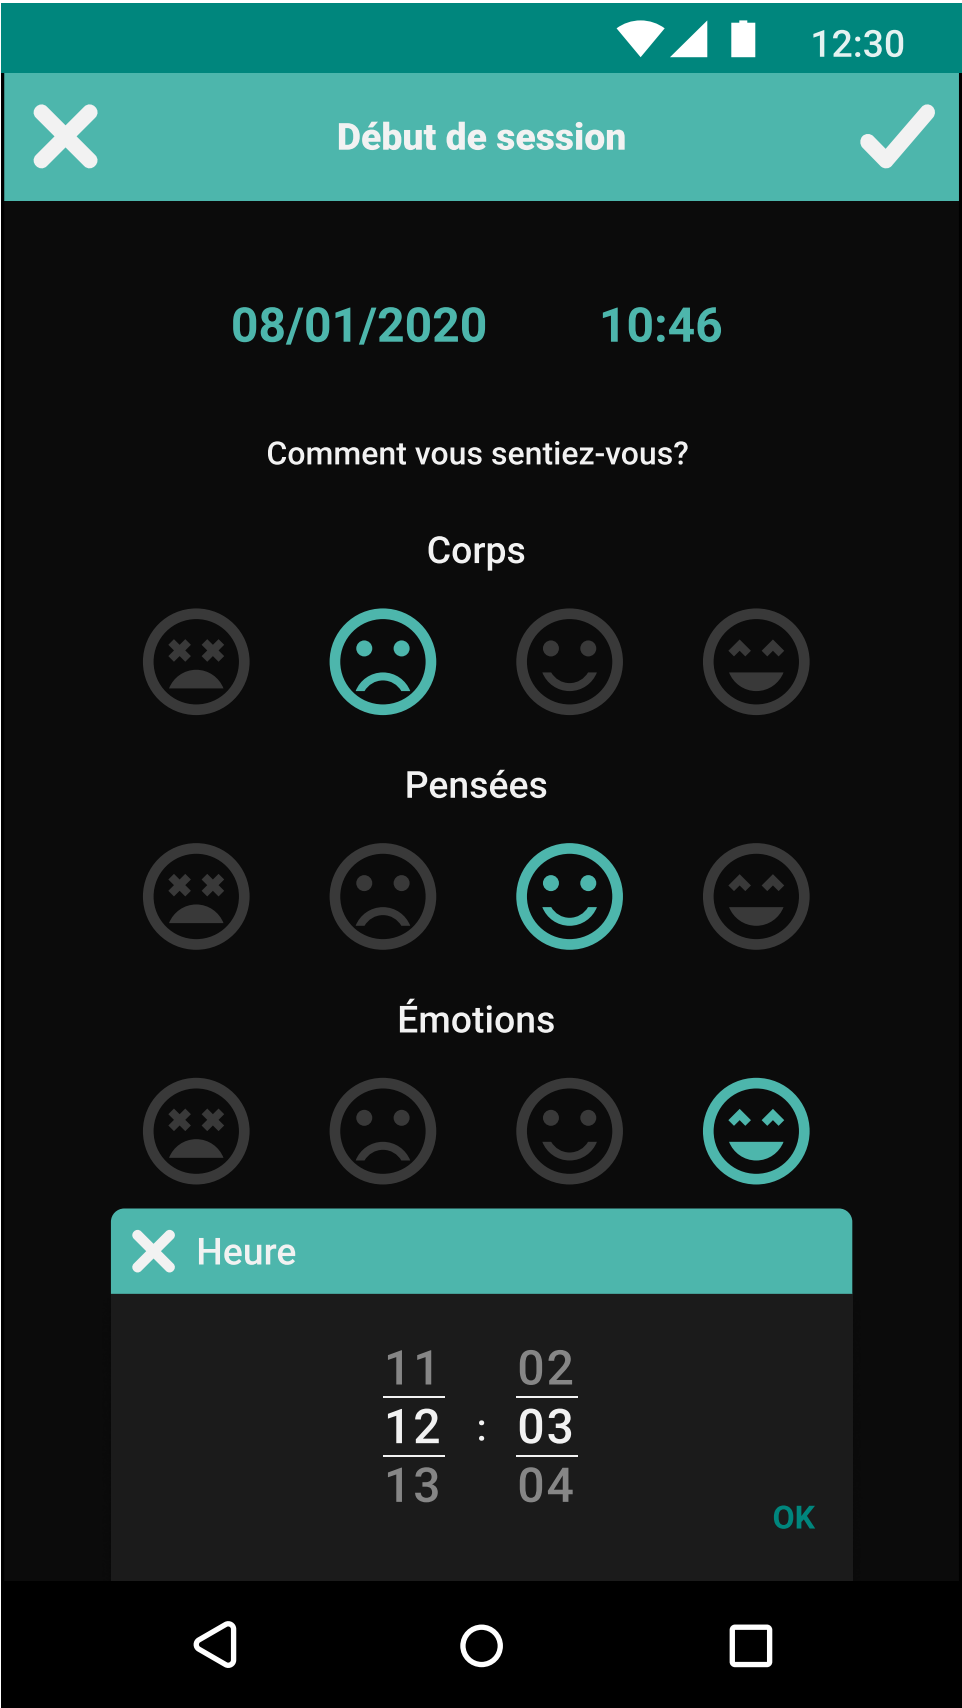 12:30
Début de session
08/01/2020 10:46
Comment vous sentiez-vous?
Corps
Pensées
Émotions
Heure
11 02
12 : 03
13 04
OK